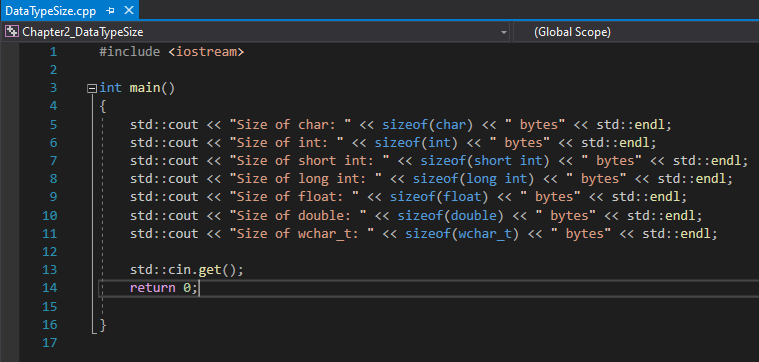 DataTypeSize.cpp
Chapter2_DataTypeSize (Global Scope)
1 #include <iostream>
2
3 int main()
4 {
5 std::cout << "Size of char: " << sizeof(char) << " bytes" << std::endl;
6 std::cout << "Size of int: " << sizeof(int) << " bytes" << std::endl;
7 std::cout << "Size of short int: " << sizeof(short int) << " bytes" << std::endl;
8 std::cout << "Size of long int: " << sizeof(long int) << " bytes" << std::endl;
9 std::cout << "Size of float: " << sizeof(float) << " bytes" << std::endl;
10 std::cout << "Size of double: " << sizeof(double) << " bytes" << std::endl;
11 std::cout << "Size of wchar_t: " << sizeof(wchar_t) << " bytes" << std::endl;
12
13 std::cin.get();
14 return 0;
15
16 }
17